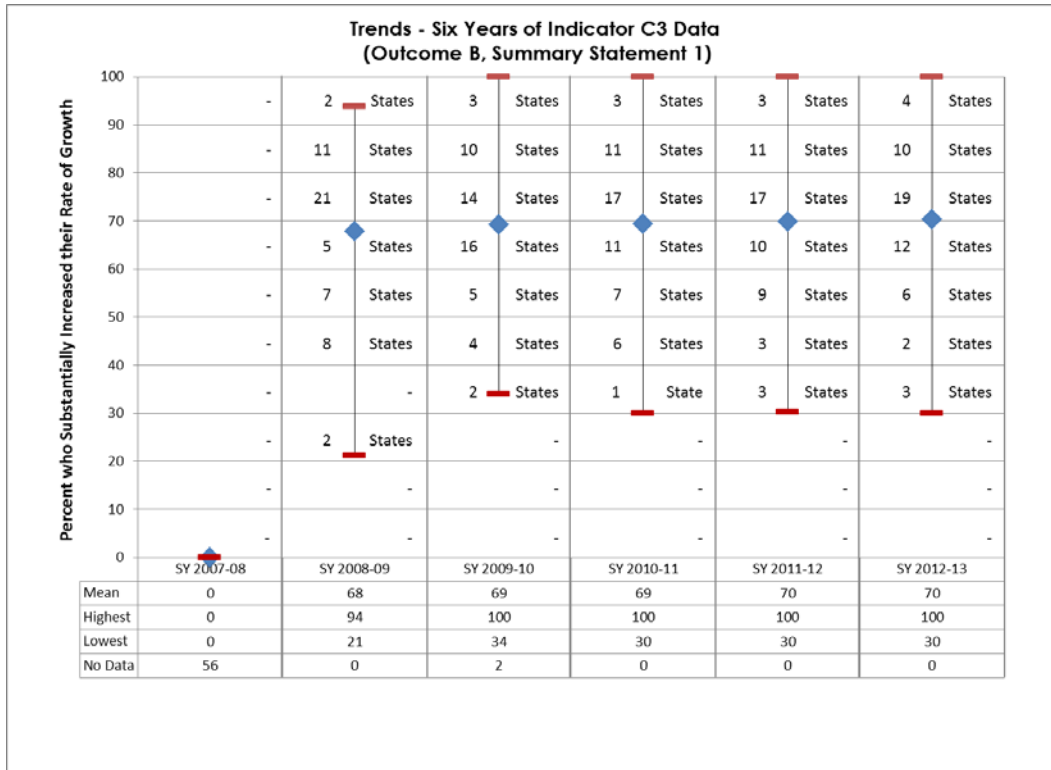 Trends - Six Years of Indicator C3 Data
(Outcome B, Summary Statement 1)
Percent who Substantially Increased their Rate of Growth
100
- 2 States 3 States 3 States 3 States 4 States
90
- 11 States 10 States 11 States 11 States 10 States
80
- 21 States 14 States 17 States 17 States 19 States
70
- 5 States 16 States 11 States 10 States 12 States
60
- 7 States 5 States 7 States 9 States 6 States
50
- 8 States 4 States 6 States 3 States 2 States
40
- - 2 States 1 State 3 States 3 States
30
- 2 States - - - -
20
- - - - - -
10
- - - - - -
0
SY 2007-08 SY 2008-09 SY 2009-10 SY 2010-11 SY 2011-12 SY 2012-13
Mean 0 68 69 69 70 70
Highest 0 94 100 100 100 100
Lowest 0 21 34 30 30 30
No Data 56 0 2 0 0 0